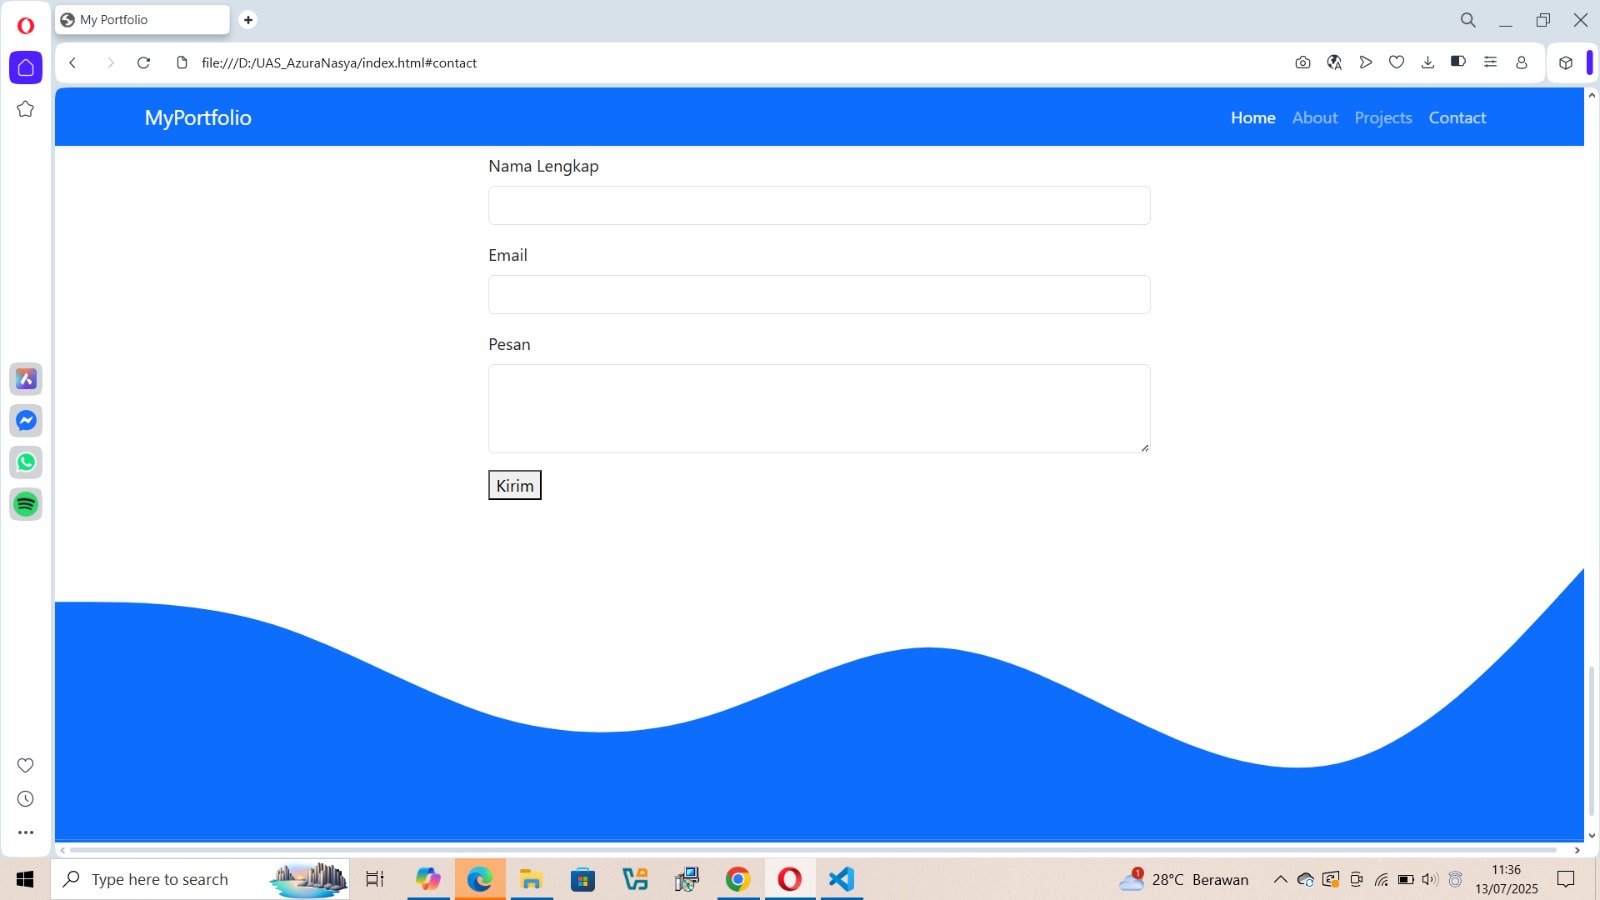 My Portfolio
file:///D:/UAS_AzuraNasya/index.html#contact
MyPortfolio
Home About Projects Contact
Nama Lengkap
Email
Pesan
Kirim
Type here to search
1
28°C Berawan
11:36
13/07/2025